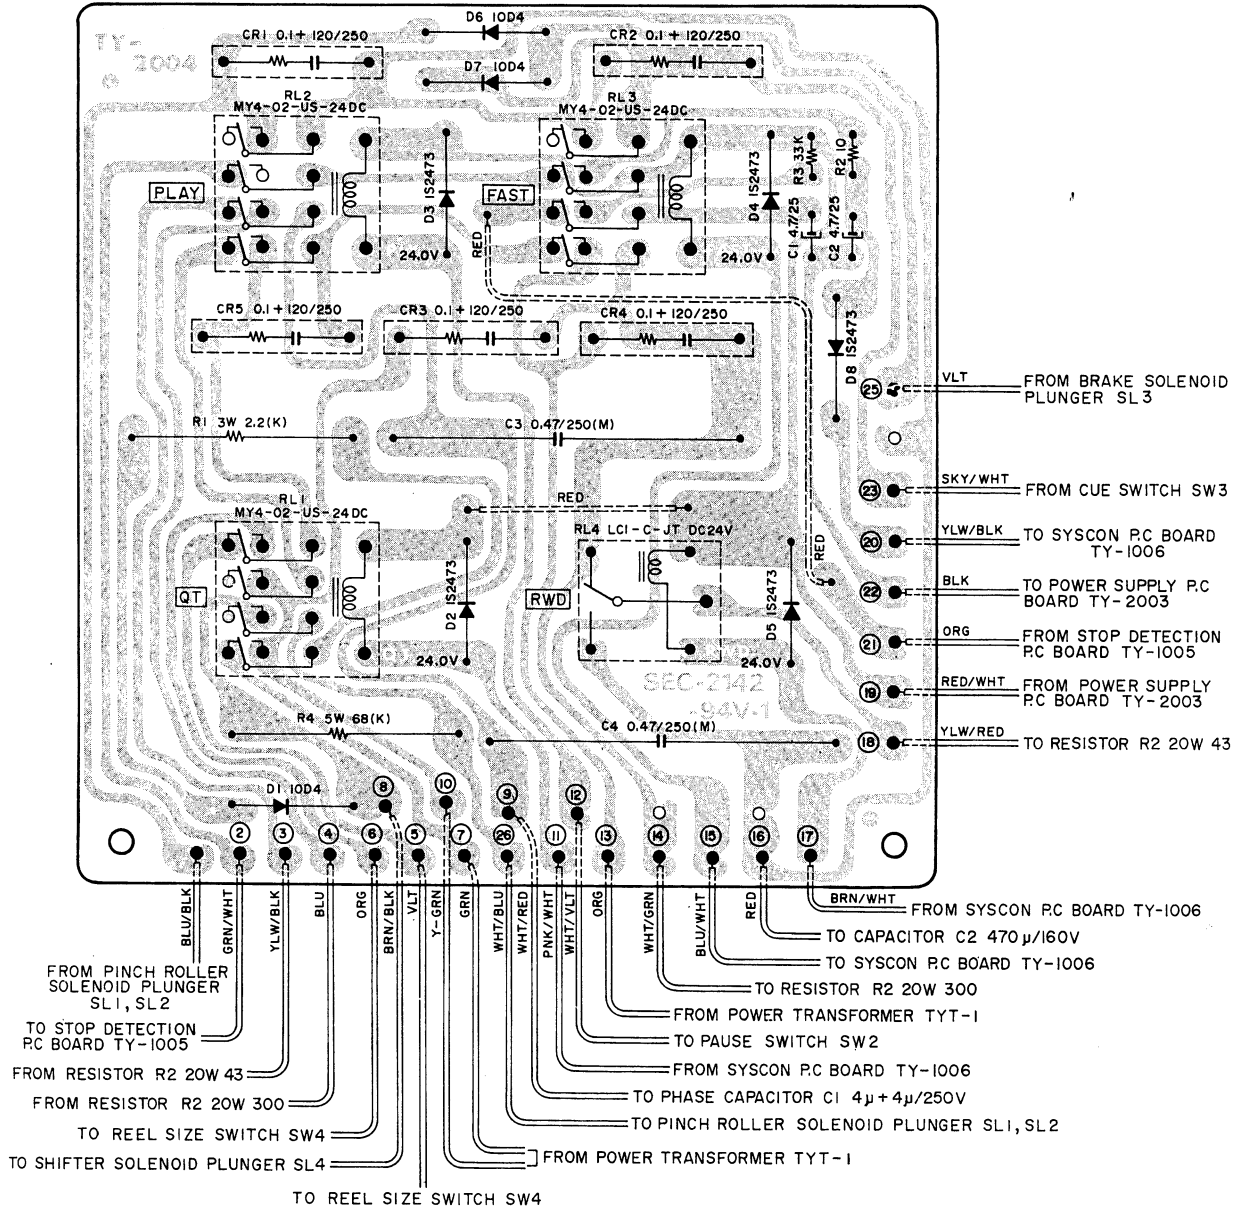 TY-
2004
D6 10D4
CR1 0.1+120/250
CR2 0.1+120/250
D7 10D4
RL2
MY4-02-US-24DC
RL3
MY4-02-US-24DC
PLAY
D3 IS2473
24.0V
FAST
RED
D4 IS2473
24.0V
R3 33K
R2 10
C1 4.7/25
C2 4.7/25
CR5 0.1+120/250
CR3 0.1+120/250
CR4 0.1+120/250
D8 IS2473
25
VLT
FROM BRAKE SOLENOID
PLUNGER SL3
R1 3W 2.2(K)
C3 0.47/250(M)
23
SKY/WHT
FROM CUE SWITCH SW3
RL1
MY4-02-US-24DC
RED
RL4 LC1-C-JT DC24V
RED
20
YLW/BLK
TO SYSCON P.C BOARD
TY-1006
QT
D2 IS2473
24.0V
RWD
D5 IS2473
24.0V
22
BLK
TO POWER SUPPLY P.C
BOARD TY-2003
21
ORG
FROM STOP DETECTION
P.C BOARD TY-1005
SEC-2142
-94V-1
19
RED/WHT
FROM POWER SUPPLY
P.C BOARD TY-2003
R4 5W 68(K)
C4 0.47/250(M)
18
YLW/RED
TO RESISTOR R2 20W 43
D1 10D4
8
10
9
12
2
3
4
6
5
7
26
11
13
14
15
16
17
BLU/BLK
GRN/WHT
YLW/BLK
BLU
ORG
BRN/BLK
VLT
Y-GRN
GRN
WHT/BLU
WHT/RED
PNK/WHT
WHT/VLT
ORG
WHT/GRN
BLU/WHT
RED
BRN/WHT
FROM SYSCON P.C BOARD TY-1006
TO CAPACITOR C2 470μ/160V
TO SYSCON P.C BOARD TY-1006
TO RESISTOR R2 20W 300
FROM POWER TRANSFORMER TYT-1
TO PAUSE SWITCH SW2
FROM SYSCON P.C BOARD TY-1006
TO PHASE CAPACITOR C1 4μ+4μ/250V
TO PINCH ROLLER SOLENOID PLUNGER SL1, SL2
FROM POWER TRANSFORMER TYT-1
FROM PINCH ROLLER
SOLENOID PLUNGER
SL1, SL2
TO STOP DETECTION
P.C BOARD TY-1005
FROM RESISTOR R2 20W 43
FROM RESISTOR R2 20W 300
TO REEL SIZE SWITCH SW4
TO SHIFTER SOLENOID PLUNGER SL4
TO REEL SIZE SWITCH SW4